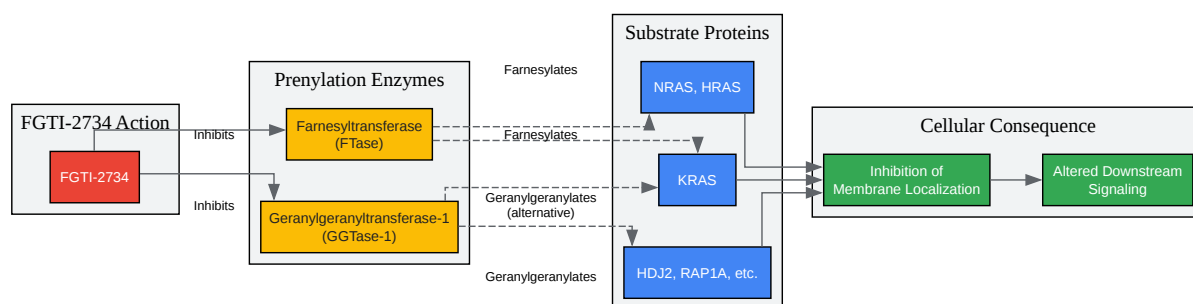 FGTI-2734 Action
FGTI-2734
Inhibits
Inhibits
Prenylation Enzymes
Farnesyltransferase
(FTase)
Geranylgeranyltransferase-1
(GGTase-1)
Farnesylates
Farnesylates
Geranylgeranylates
(alternative)
Geranylgeranylates
Substrate Proteins
NRAS, HRAS
KRAS
HDJ2, RAP1A, etc.
Cellular Consequence
Inhibition of
Membrane Localization
Altered Downstream
Signaling